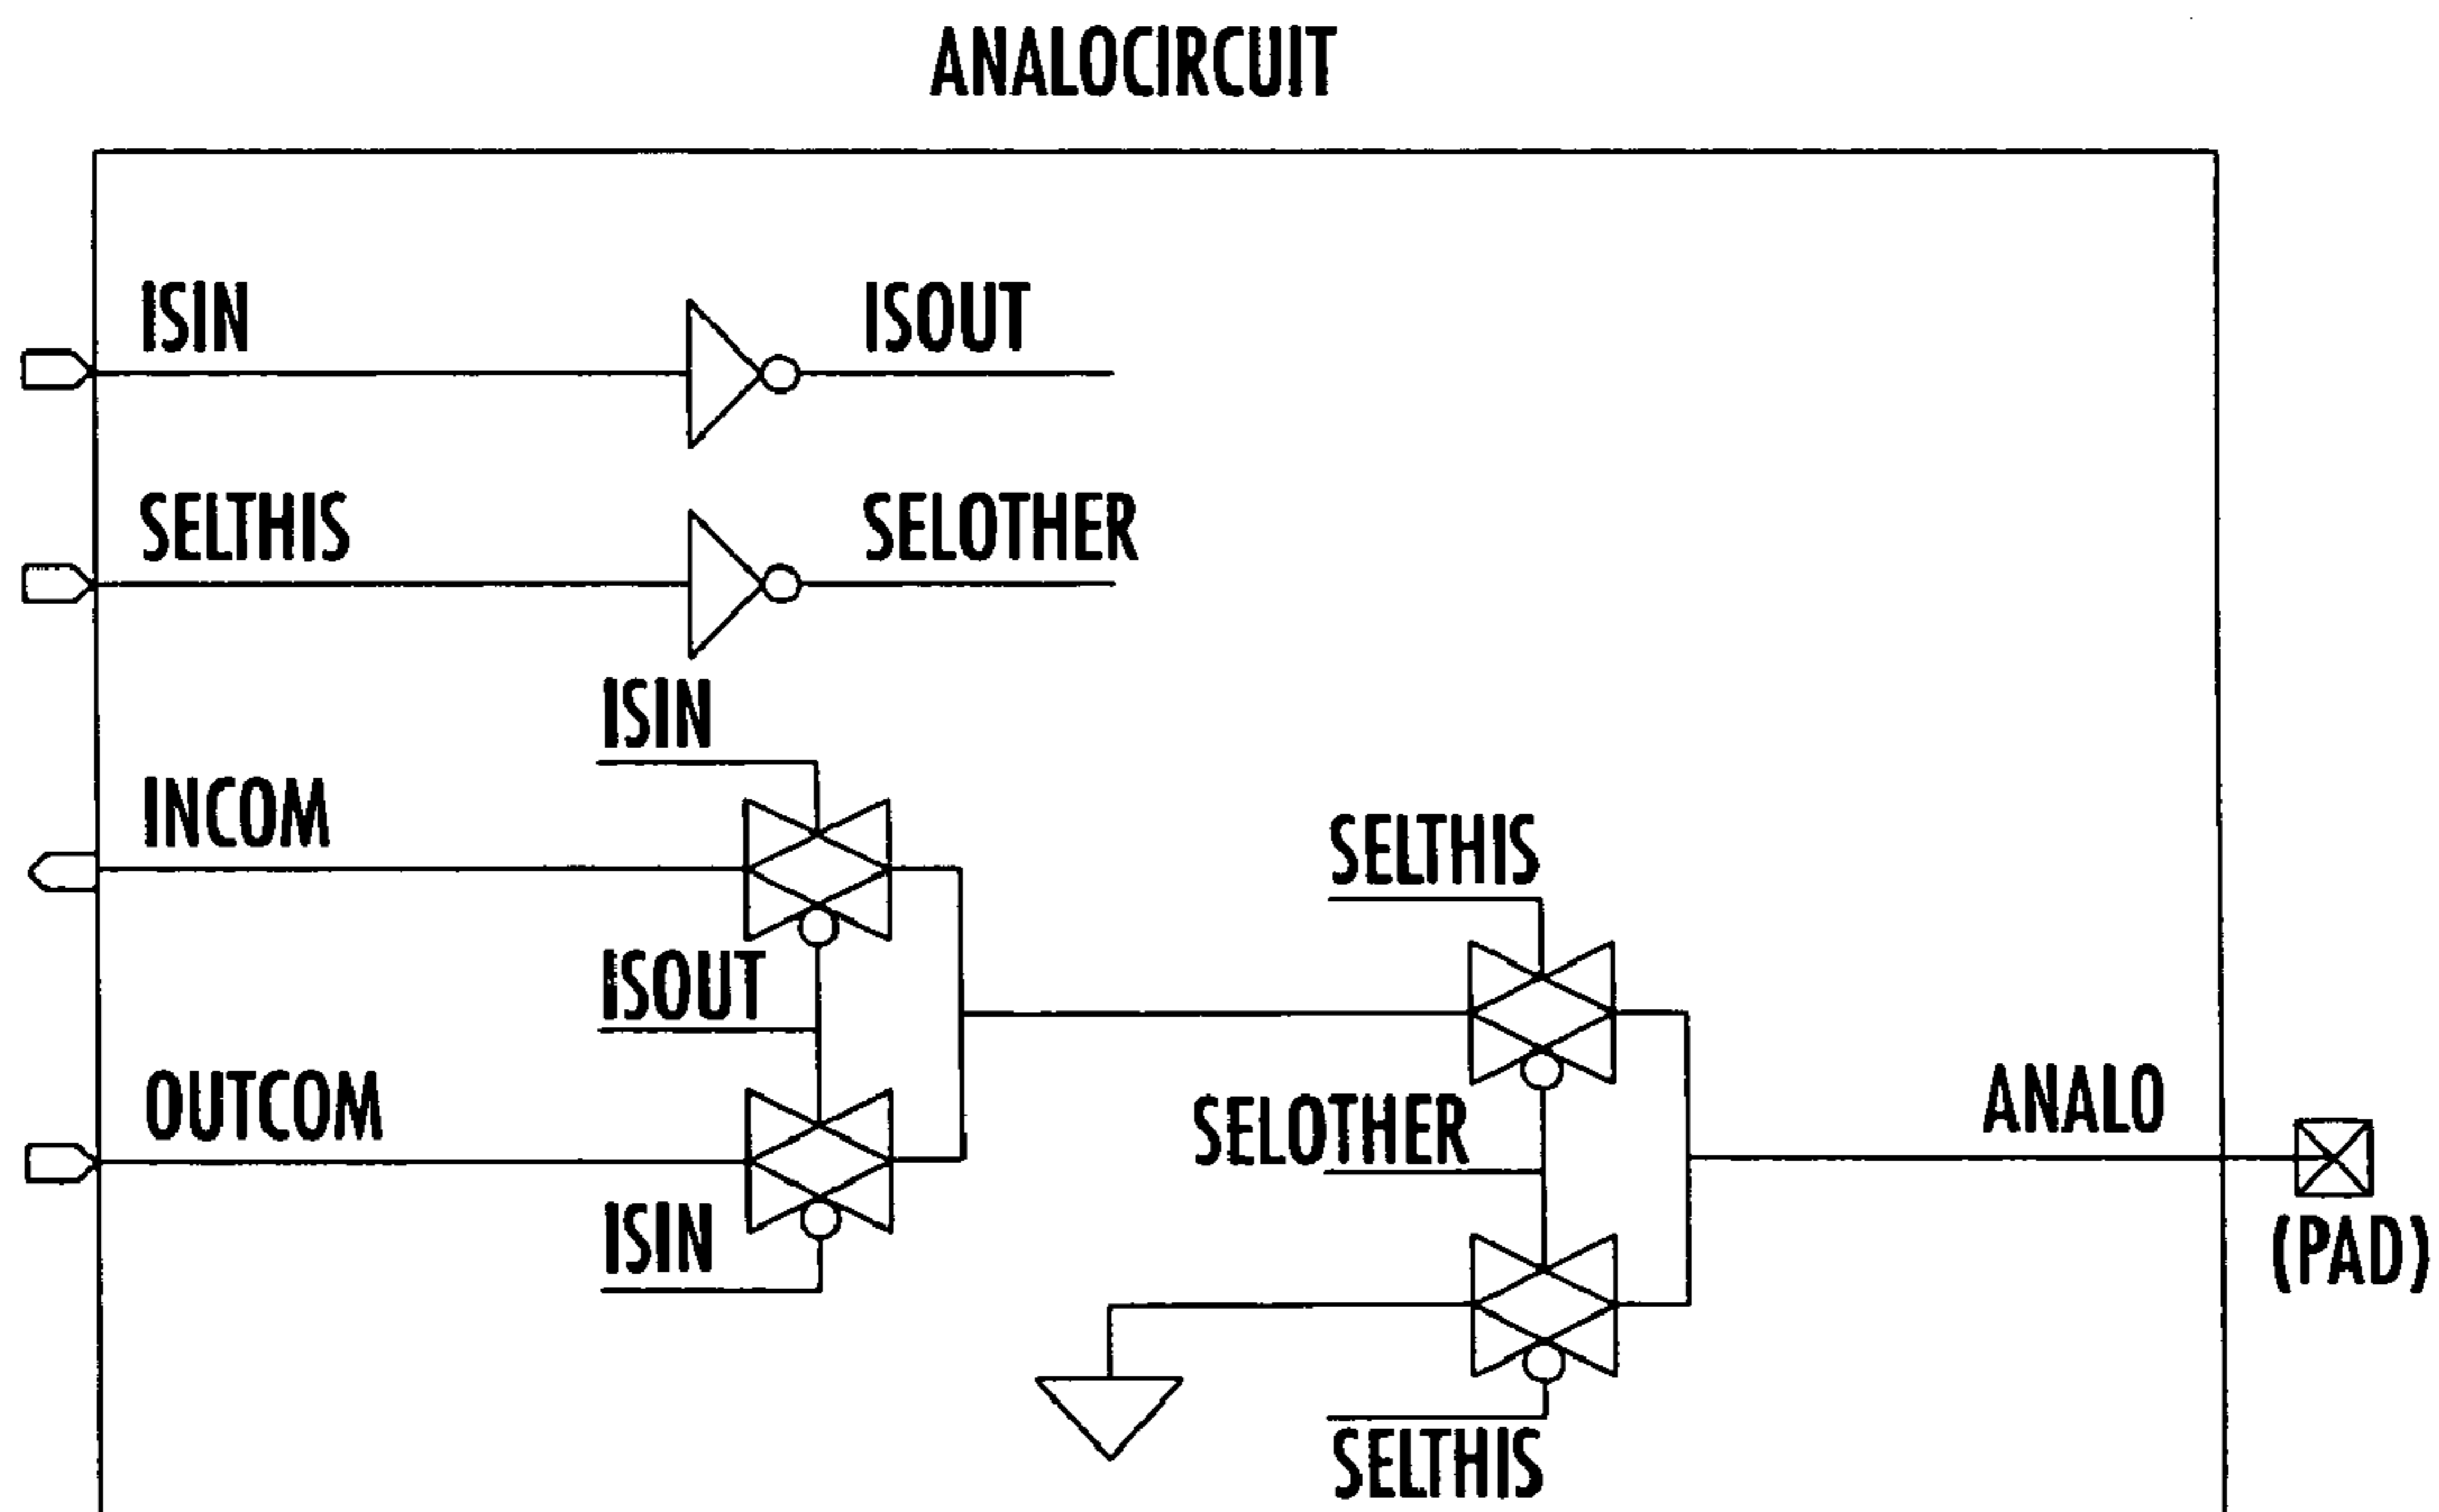 ANALOCIRCUIT
ISIN
ISOUT
SELTHIS
SELOTHER
ISIN
INCOM
SELTHIS
ISOUT
OUTCOM
SELOTHER
ANALO
ISIN
(PAD)
SELTHIS